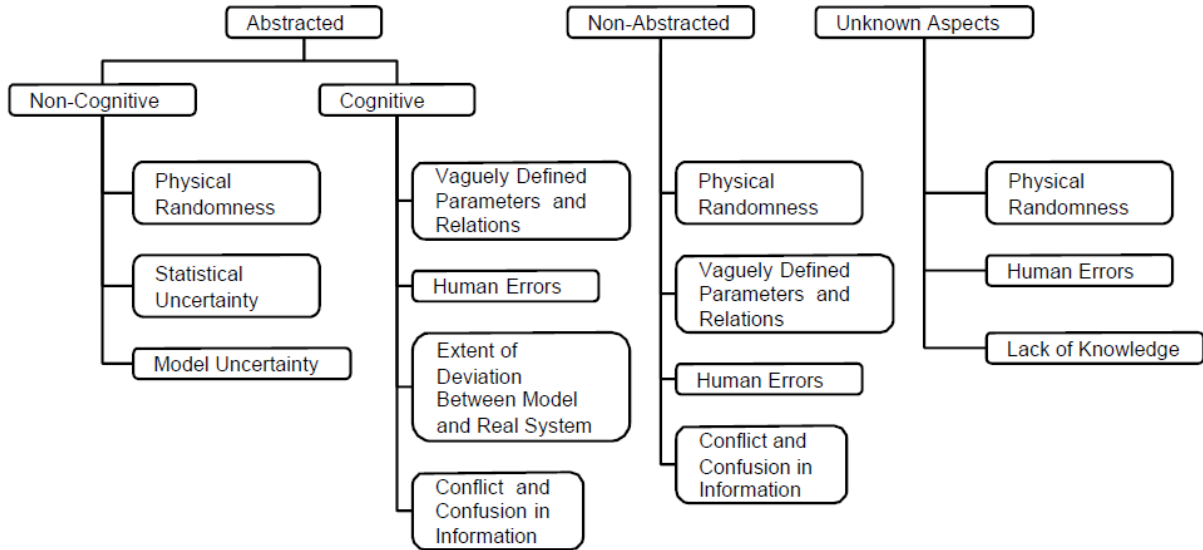 Abstracted
Non-Cognitive
Physical
Randomness
Statistical
Uncertainty
Model Uncertainty
Cognitive
Vaguely Defined
Parameters and
Relations
Human Errors
Extent of
Deviation
Between Model
and Real System
Conflict and
Confusion in
Information
Non-Abstracted
Physical
Randomness
Vaguely Defined
Parameters and
Relations
Human Errors
Conflict and
Confusion in
Information
Unknown Aspects
Physical
Randomness
Human Errors
Lack of Knowledge